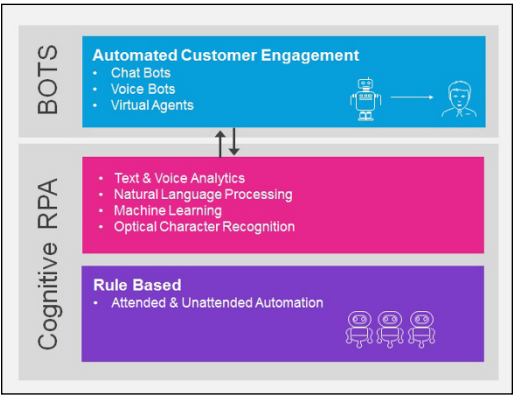 BOTS
Automated Customer Engagement
• Chat Bots
• Voice Bots
• Virtual Agents
Cognitive RPA
• Text & Voice Analytics
• Natural Language Processing
• Machine Learning
• Optical Character Recognition
Rule Based
• Attended & Unattended Automation